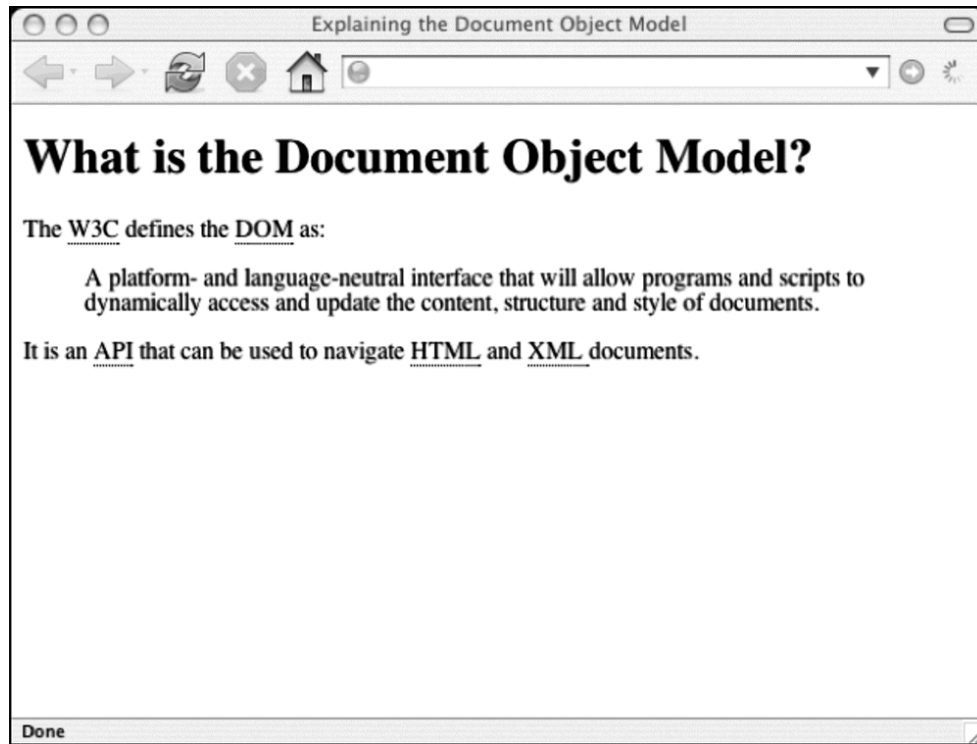 Explaining the Document Object Model
What is the Document Object Model?
The W3C defines the DOM as:
A platform- and language-neutral interface that will allow programs and scripts to
dynamically access and update the content, structure and style of documents.
It is an API that can be used to navigate HTML and XML documents.
Done